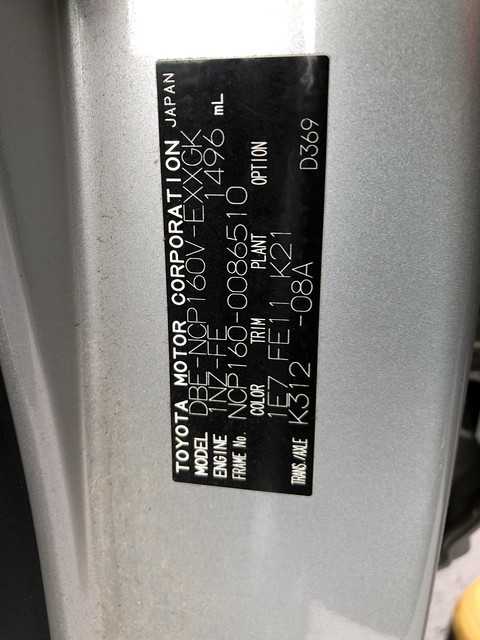 TOYOTA MOTOR CORPORATION JAPAN
MODEL DBE-NCP160V-EXXGK
ENGINE 1NZ-FE 1496 mL
FRAME No. NCP160-0086510
COLOR TRIM PLANT OPTION
1E7 FE11 K21
TRANS./AXLE K312 -08A D369